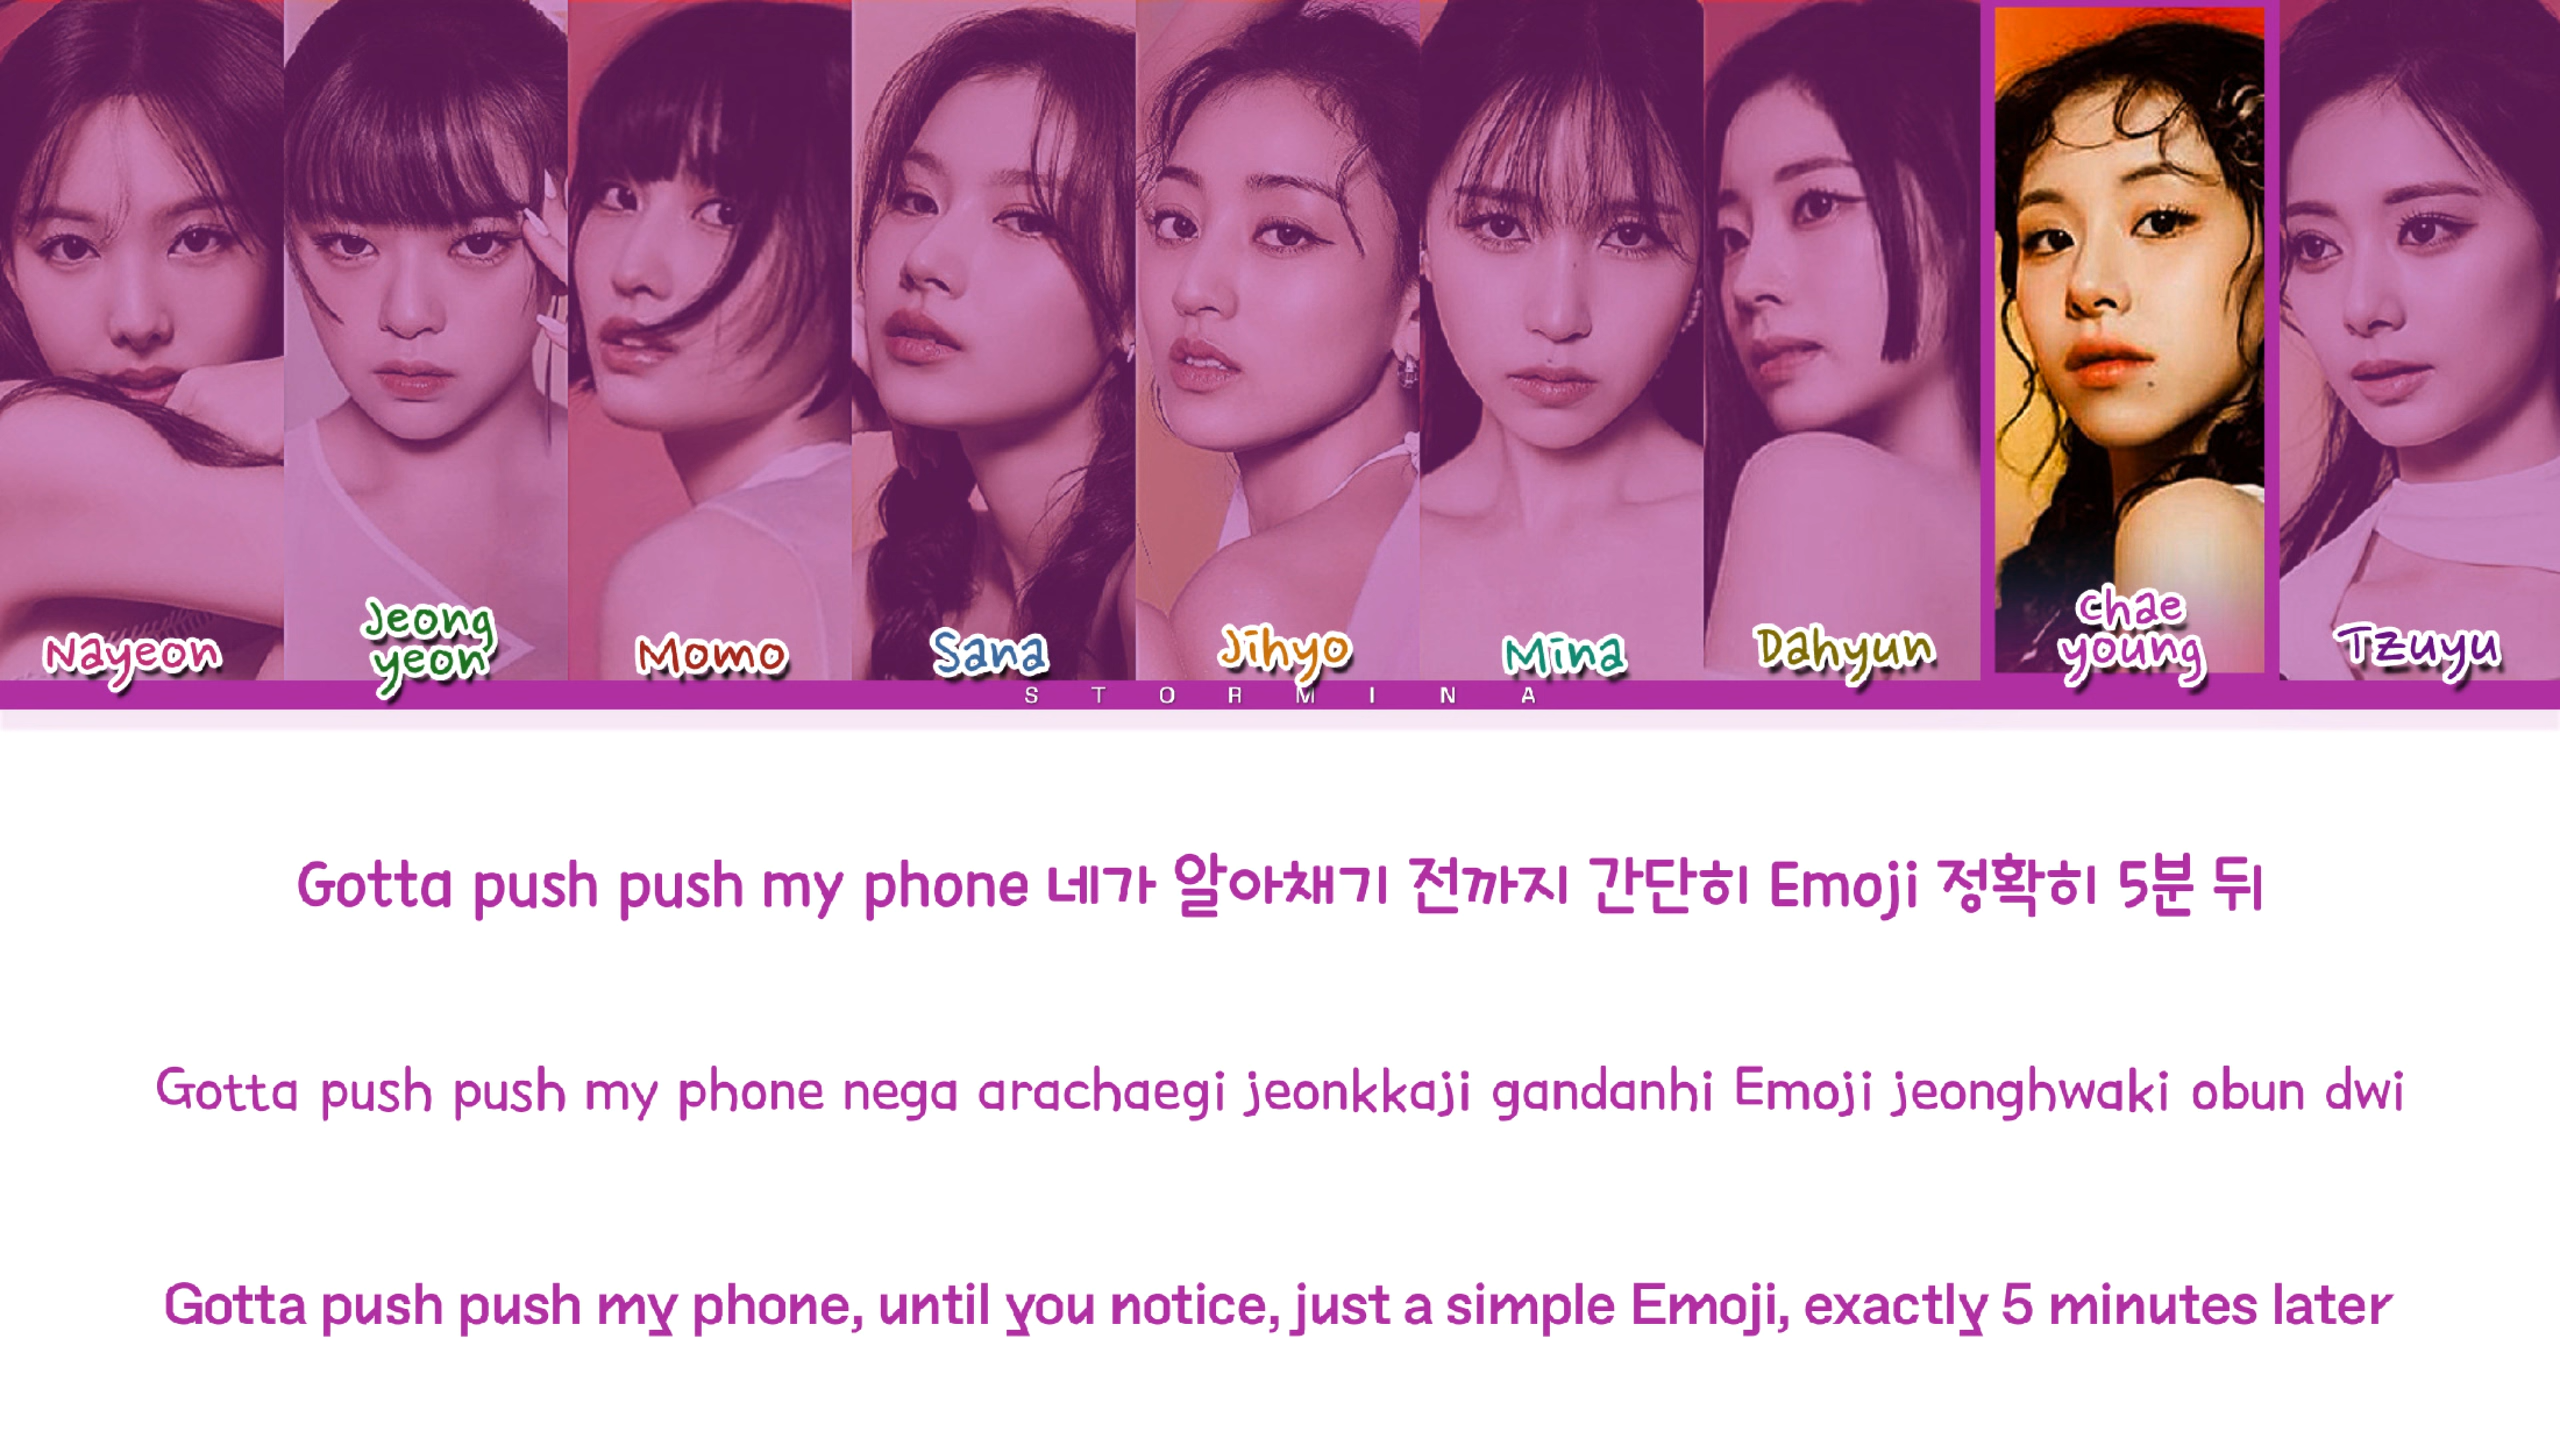 Nayeon
Jeong
yeon
Momo
Sana
Jihyo
Mina
Dahyun
Chae
young
Tzuyu
STORMINA
Gotta push push my phone 네가 알아채기 전까지 간단히 Emoji 정확히 5분 뒤
Gotta push push my phone nega arachaegi jeonkkaji gandanhi Emoji jeonghwaki obun dwi
Gotta push push my phone, until you notice, just a simple Emoji, exactly 5 minutes later